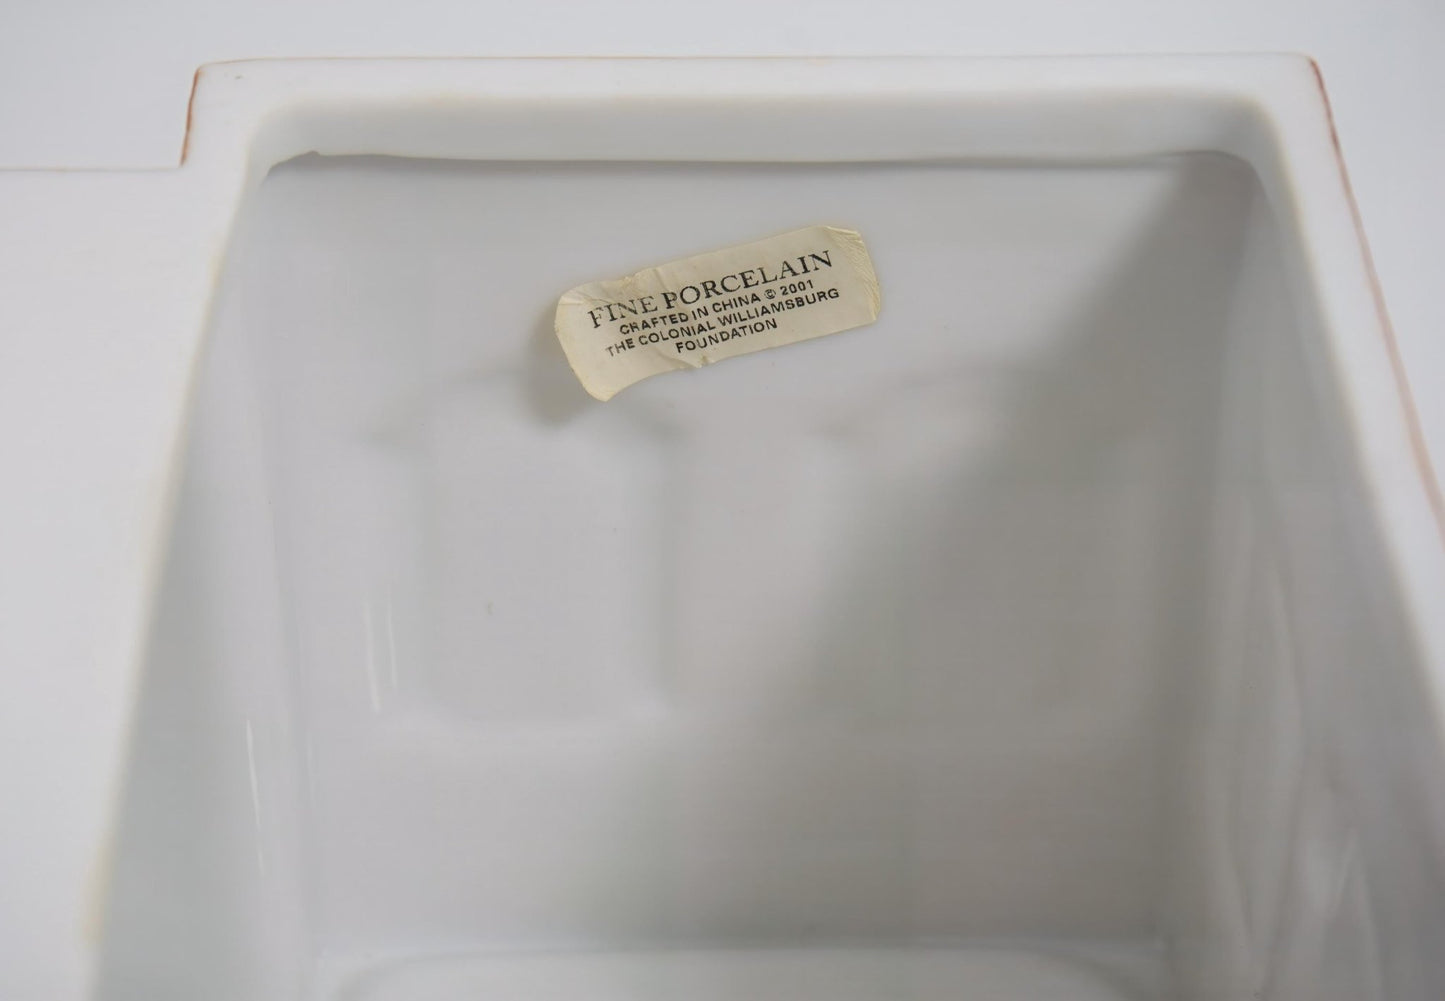 FINE PORCELAIN
CRAFTED IN CHINA © 2001
THE COLONIAL WILLIAMSBURG
FOUNDATION